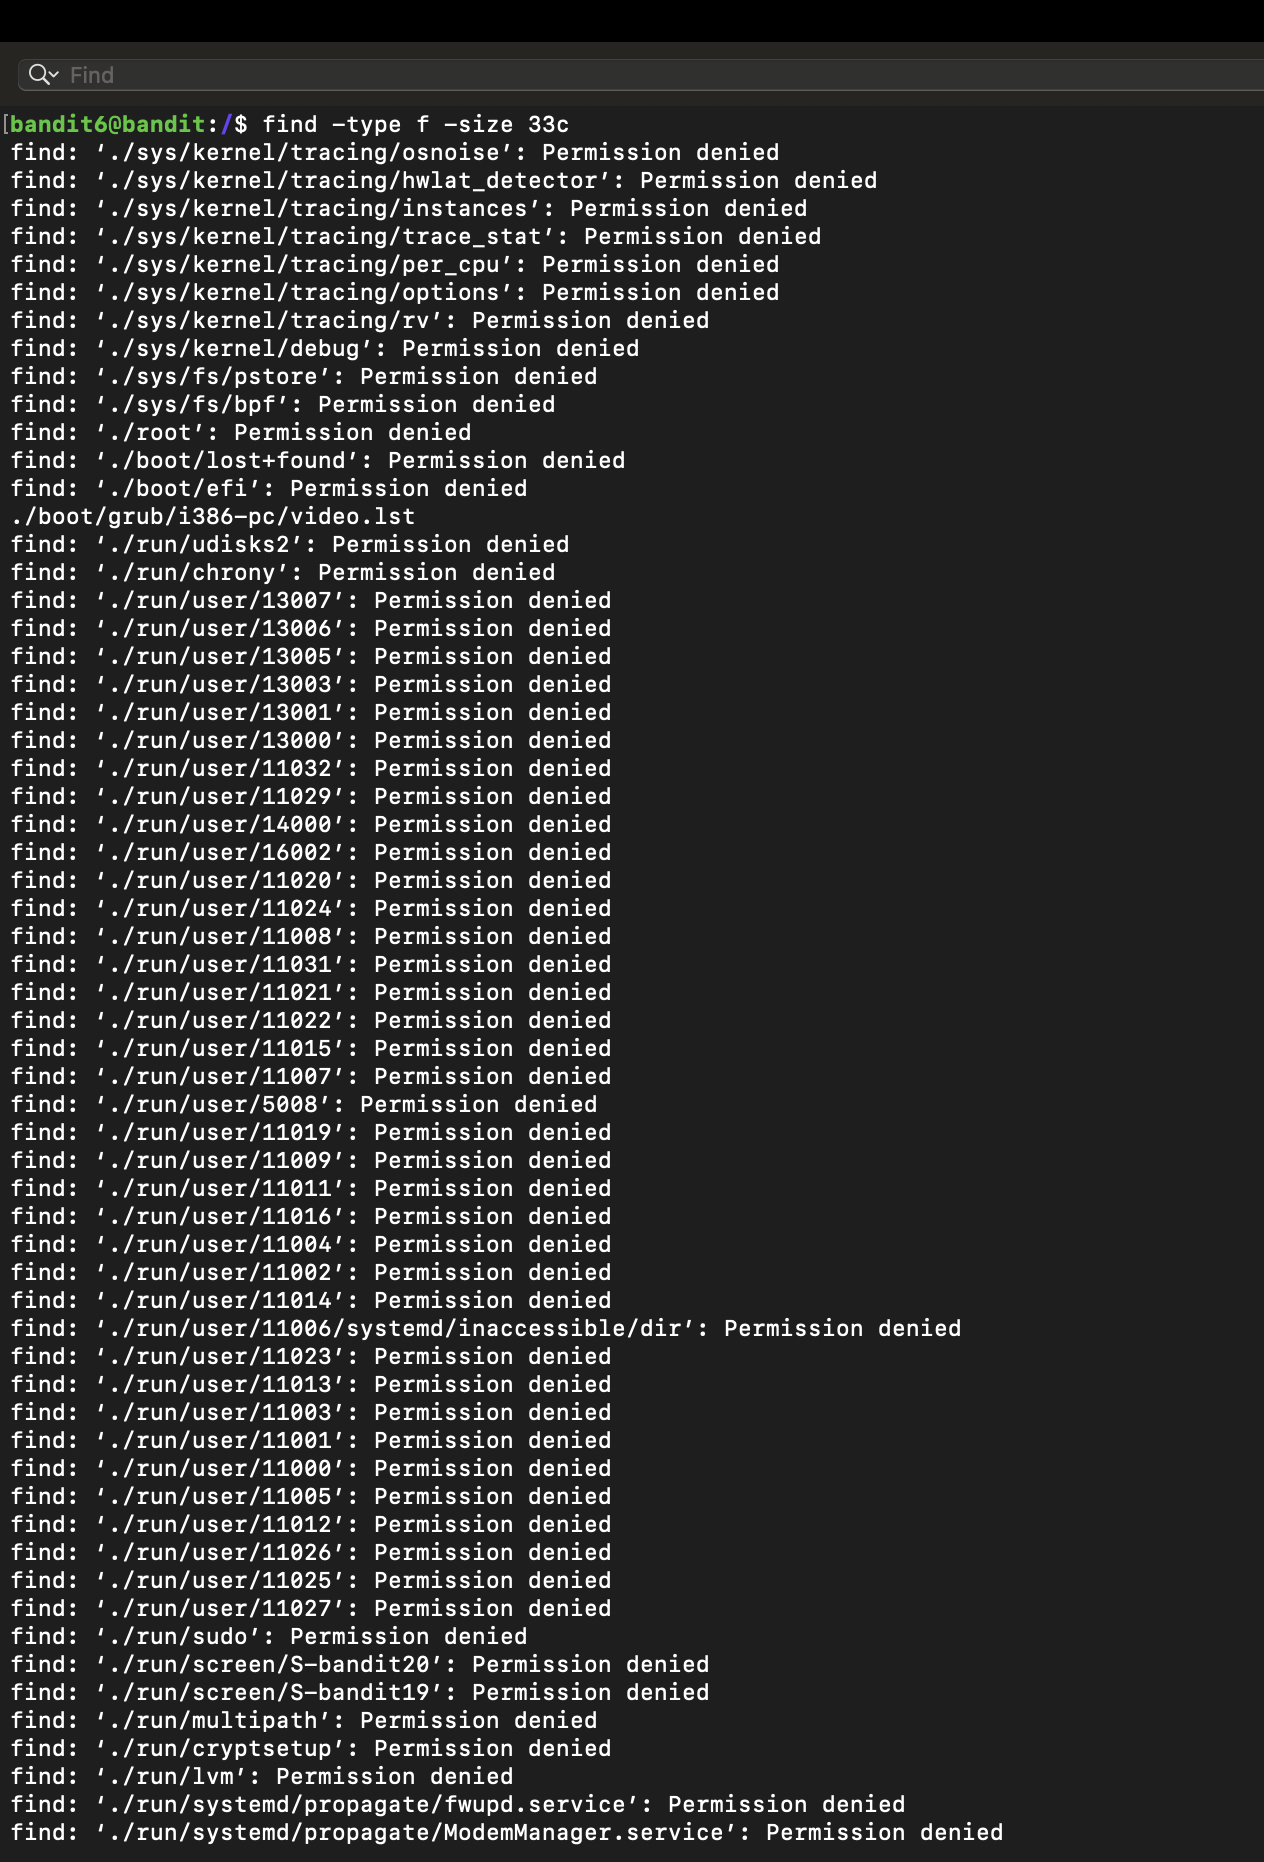 Find
[bandit6@bandit:/$ find -type f -size 33c
find: ‘./sys/kernel/tracing/osnoise’: Permission denied
find: ‘./sys/kernel/tracing/hwlat_detector’: Permission denied
find: ‘./sys/kernel/tracing/instances’: Permission denied
find: ‘./sys/kernel/tracing/trace_stat’: Permission denied
find: ‘./sys/kernel/tracing/per_cpu’: Permission denied
find: ‘./sys/kernel/tracing/options’: Permission denied
find: ‘./sys/kernel/tracing/rv’: Permission denied
find: ‘./sys/kernel/debug’: Permission denied
find: ‘./sys/fs/pstore’: Permission denied
find: ‘./sys/fs/bpf’: Permission denied
find: ‘./root’: Permission denied
find: ‘./boot/lost+found’: Permission denied
find: ‘./boot/efi’: Permission denied
./boot/grub/i386-pc/video.lst
find: ‘./run/udisks2’: Permission denied
find: ‘./run/chrony’: Permission denied
find: ‘./run/user/13007’: Permission denied
find: ‘./run/user/13006’: Permission denied
find: ‘./run/user/13005’: Permission denied
find: ‘./run/user/13003’: Permission denied
find: ‘./run/user/13001’: Permission denied
find: ‘./run/user/13000’: Permission denied
find: ‘./run/user/11032’: Permission denied
find: ‘./run/user/11029’: Permission denied
find: ‘./run/user/14000’: Permission denied
find: ‘./run/user/16002’: Permission denied
find: ‘./run/user/11020’: Permission denied
find: ‘./run/user/11024’: Permission denied
find: ‘./run/user/11008’: Permission denied
find: ‘./run/user/11031’: Permission denied
find: ‘./run/user/11021’: Permission denied
find: ‘./run/user/11022’: Permission denied
find: ‘./run/user/11015’: Permission denied
find: ‘./run/user/11007’: Permission denied
find: ‘./run/user/5008’: Permission denied
find: ‘./run/user/11019’: Permission denied
find: ‘./run/user/11009’: Permission denied
find: ‘./run/user/11011’: Permission denied
find: ‘./run/user/11016’: Permission denied
find: ‘./run/user/11004’: Permission denied
find: ‘./run/user/11002’: Permission denied
find: ‘./run/user/11014’: Permission denied
find: ‘./run/user/11006/systemd/inaccessible/dir’: Permission denied
find: ‘./run/user/11023’: Permission denied
find: ‘./run/user/11013’: Permission denied
find: ‘./run/user/11003’: Permission denied
find: ‘./run/user/11001’: Permission denied
find: ‘./run/user/11000’: Permission denied
find: ‘./run/user/11005’: Permission denied
find: ‘./run/user/11012’: Permission denied
find: ‘./run/user/11026’: Permission denied
find: ‘./run/user/11025’: Permission denied
find: ‘./run/user/11027’: Permission denied
find: ‘./run/sudo’: Permission denied
find: ‘./run/screen/S-bandit20’: Permission denied
find: ‘./run/screen/S-bandit19’: Permission denied
find: ‘./run/multipath’: Permission denied
find: ‘./run/cryptsetup’: Permission denied
find: ‘./run/lvm’: Permission denied
find: ‘./run/systemd/propagate/fwupd.service’: Permission denied
find: ‘./run/systemd/propagate/ModemManager.service’: Permission denied